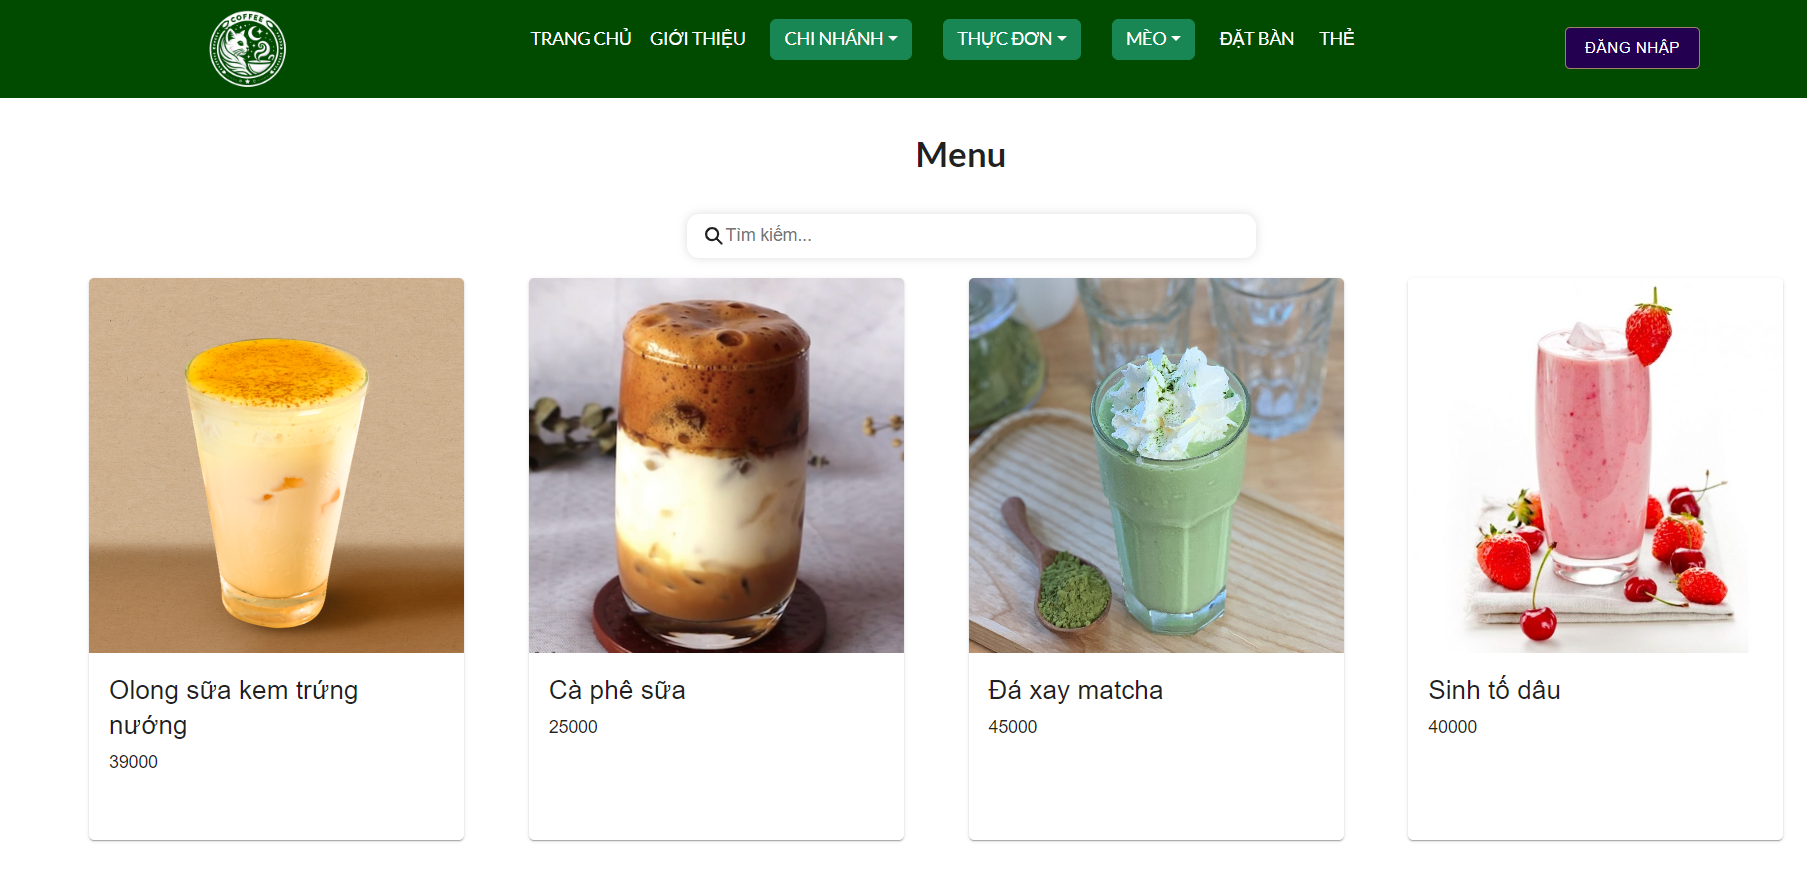 COFFEE
TRANG CHỦ GIỚI THIỆU CHI NHÁNH THỰC ĐƠN MÈO ĐẶT BÀN THẺ ĐĂNG NHẬP
Menu
Tìm kiếm...
Olong sữa kem trứng
nướng
39000
Cà phê sữa
25000
Đá xay matcha
45000
Sinh tố dâu
40000